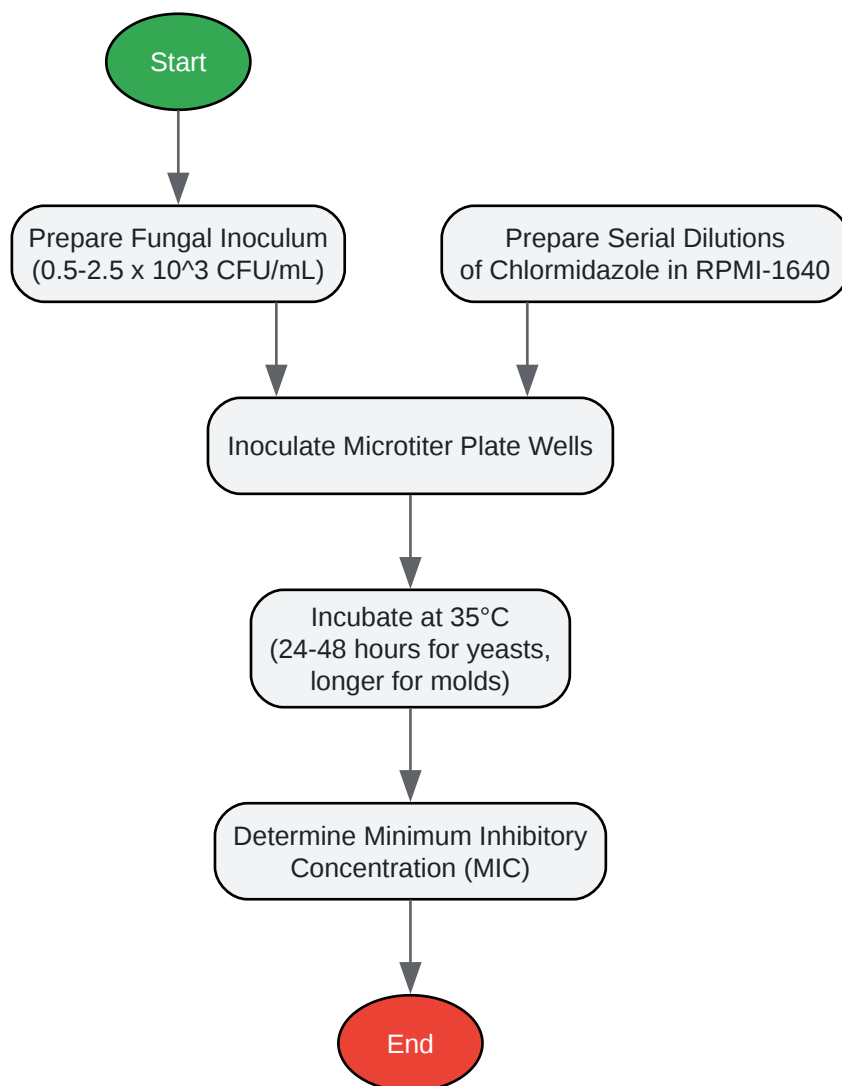 Start
Prepare Fungal Inoculum
(0.5-2.5 x 10^3 CFU/mL)
Prepare Serial Dilutions
of Chlormidazole in RPMI-1640
Inoculate Microtiter Plate Wells
Incubate at 35°C
(24-48 hours for yeasts,
longer for molds)
Determine Minimum Inhibitory
Concentration (MIC)
End